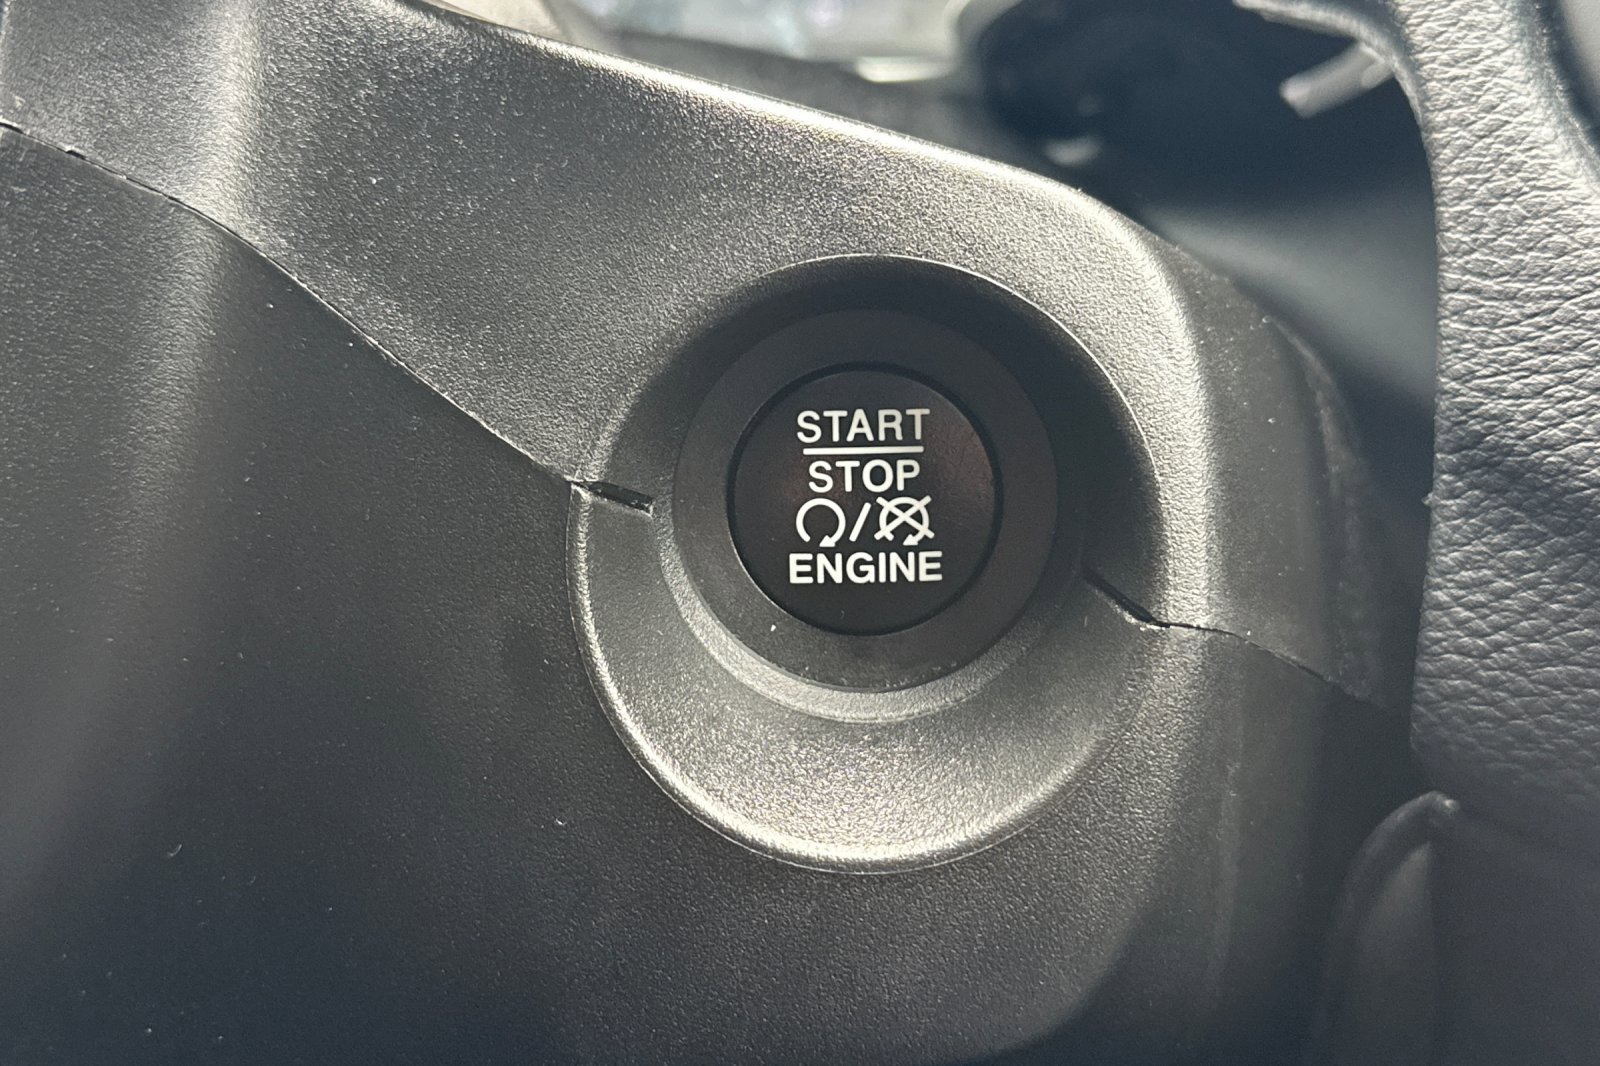 START
STOP
/
ENGINE